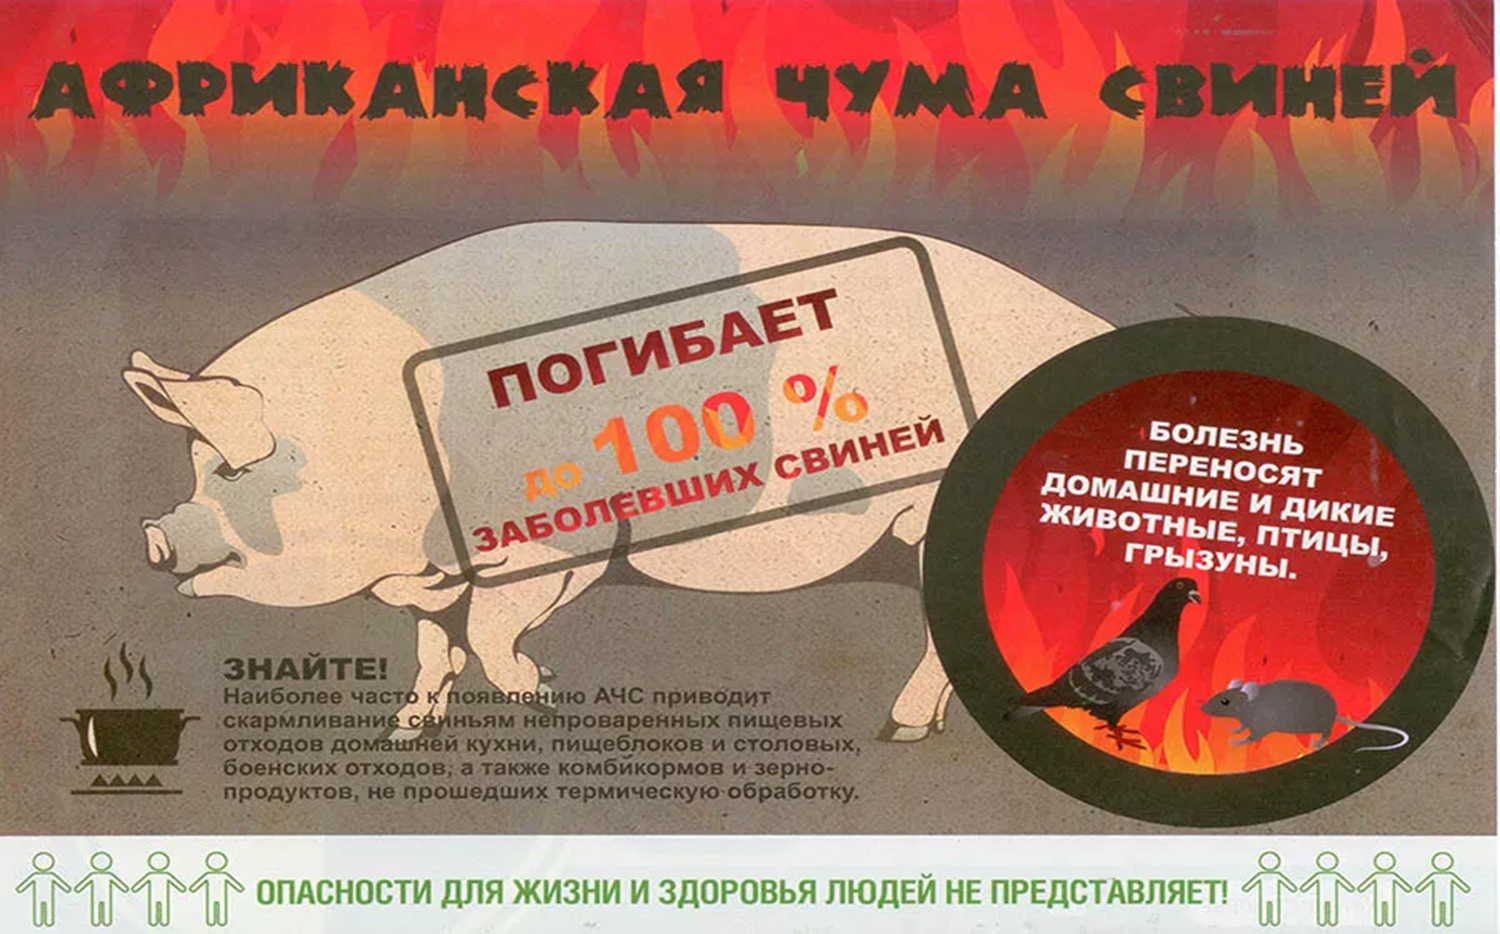 АФРИКАНСКАЯ ЧУМА СВИНЕЙ
ПОГИБАЕТ
ДО 100 %
ЗАБОЛЕВШИХ СВИНЕЙ
БОЛЕЗНЬ
ПЕРЕНОСЯТ
ДОМАШНИЕ И ДИКИЕ
ЖИВОТНЫЕ, ПТИЦЫ,
ГРЫЗУНЫ.
ЗНАЙТЕ!
Наиболее часто к появлению АЧС приводит
скармливание свиньям непроваренных пищевых
отходов домашней кухни, пищеблоков и столовых,
боенских отходов, а также комбикормов и зерно-
продуктов, не прошедших термическую обработку.
ОПАСНОСТИ ДЛЯ ЖИЗНИ И ЗДОРОВЬЯ ЛЮДЕЙ НЕ ПРЕДСТАВЛЯЕТ!